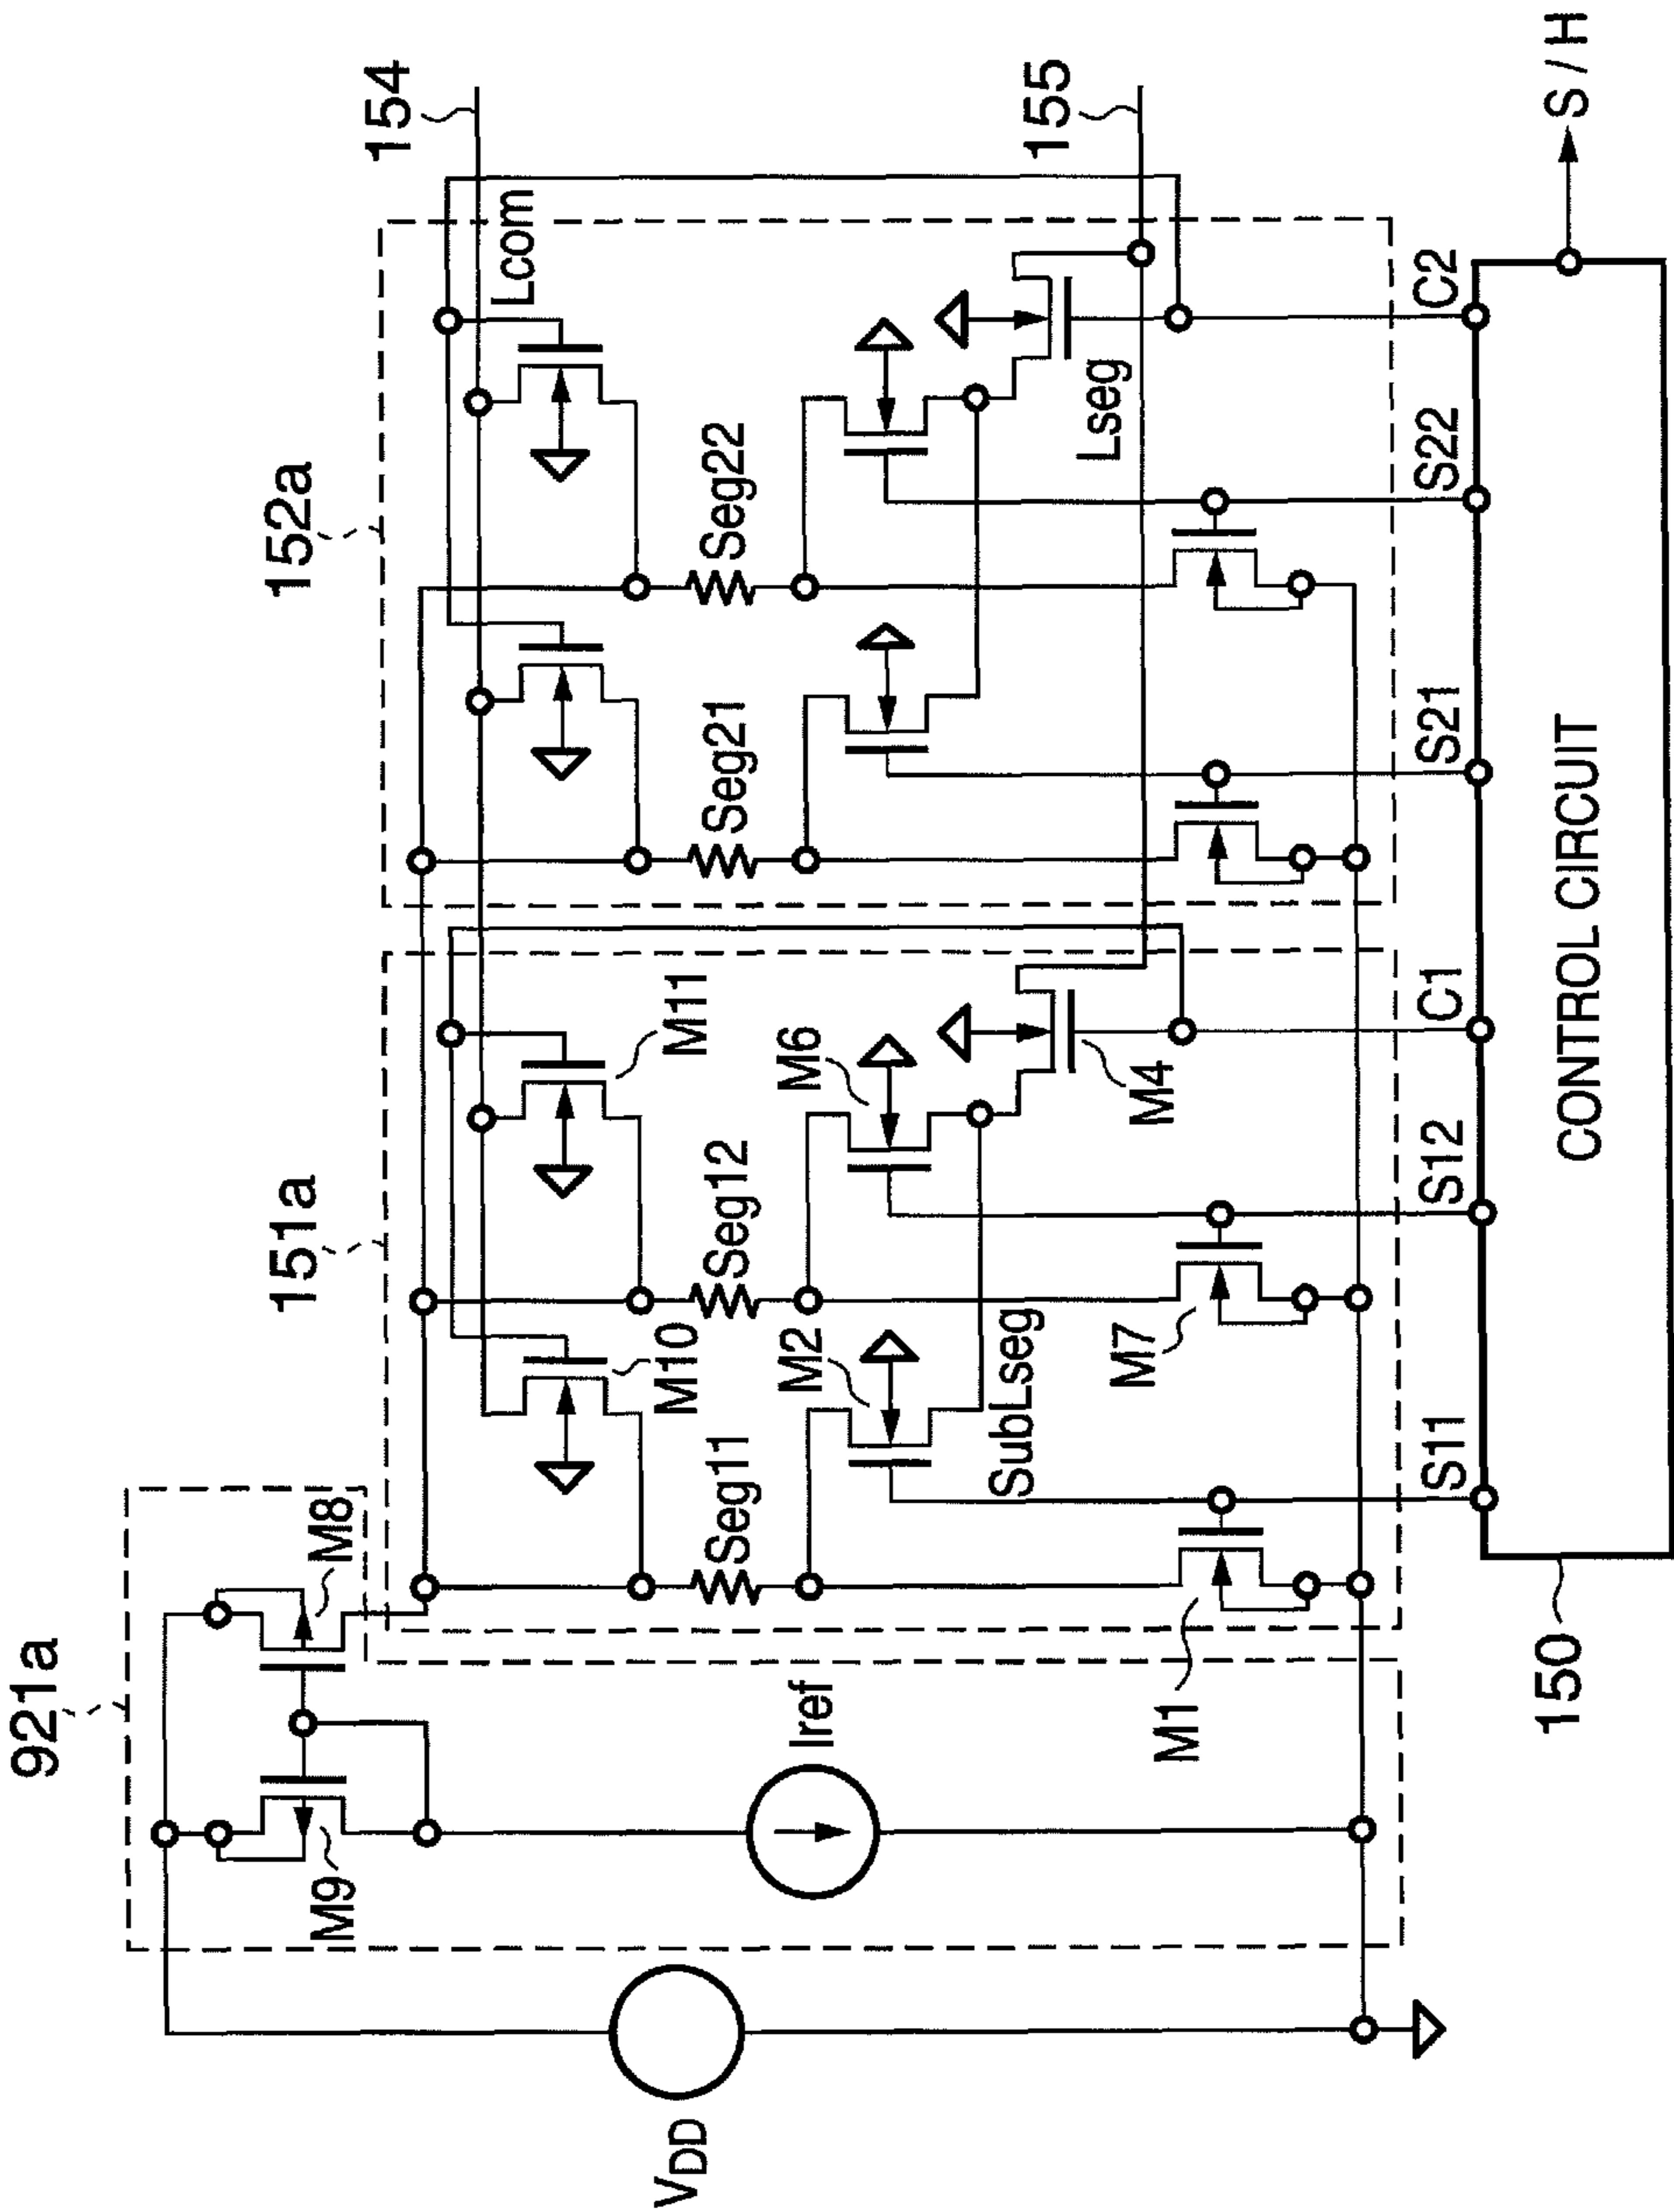 921a
151a
152a
154
155
M9
M8
Lcom
M10
M11
VDD
Iref
Seg11
Seg12
Seg21
Seg22
M2
M6
SubLseg
M4
Lseg
M1
M7
S11
S12
C1
S21
S22
C2
S / H
150
CONTROL CIRCUIT